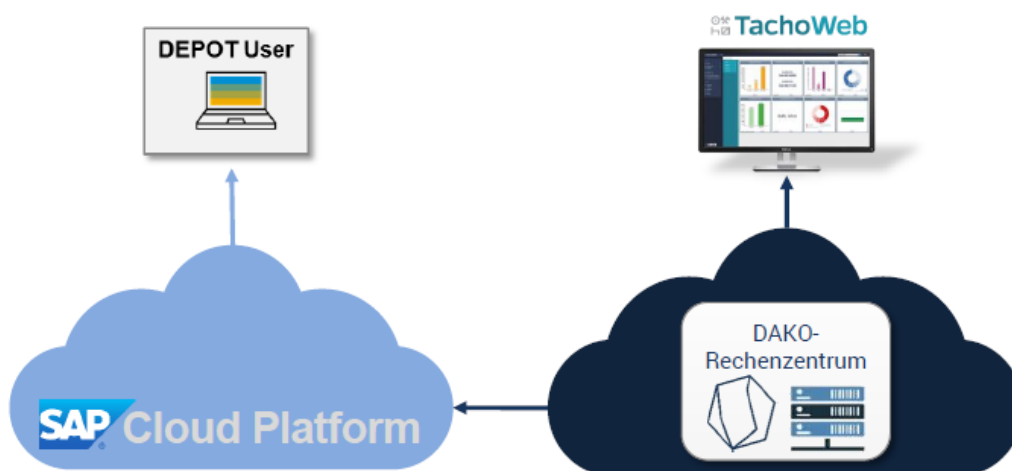 DEPOT User
TachoWeb
DAKO-
Rechenzentrum
SAP Cloud Platform